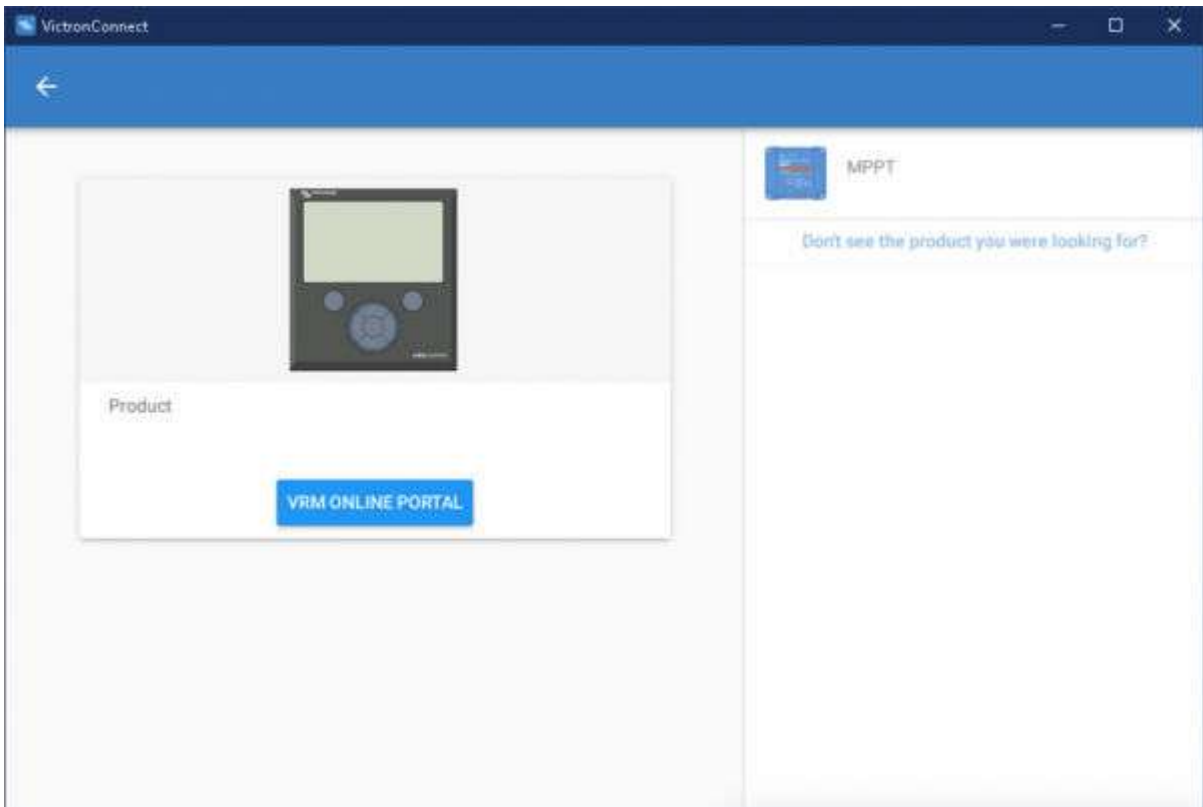 VictronConnect
MPPT
Don't see the product you were looking for?
Product
VRM ONLINE PORTAL